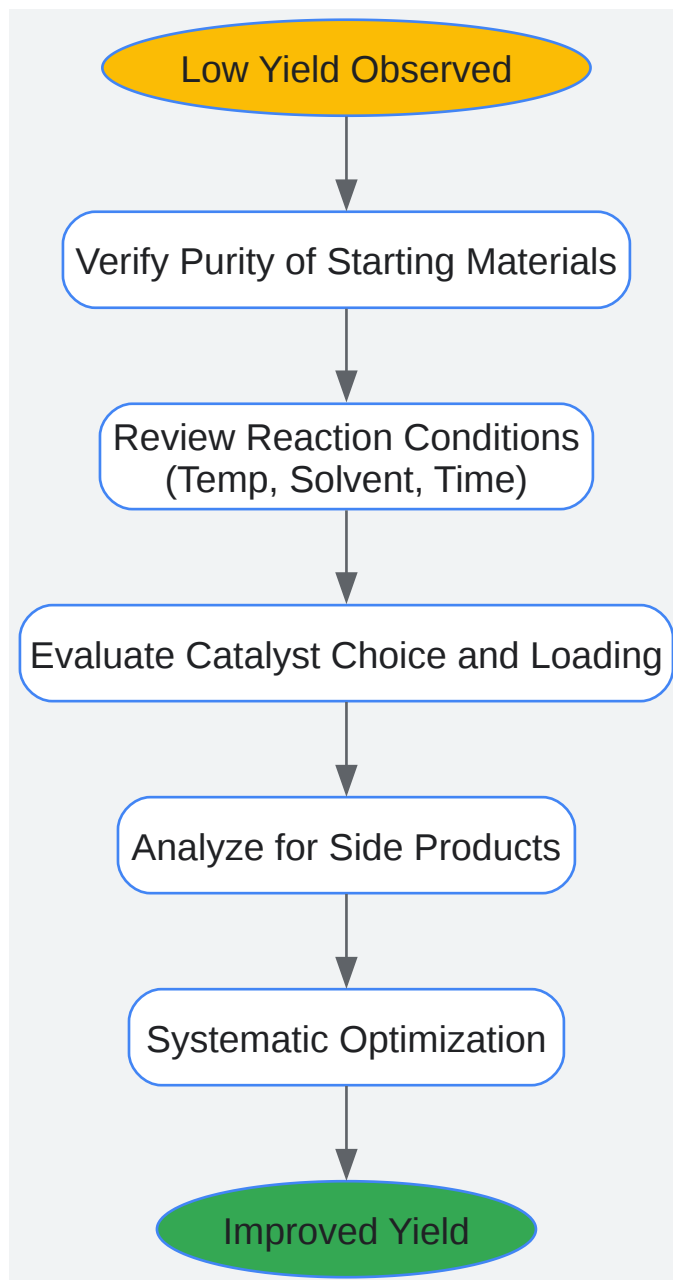 Low Yield Observed
Verify Purity of Starting Materials
Review Reaction Conditions
(Temp, Solvent, Time)
Evaluate Catalyst Choice and Loading
Analyze for Side Products
Systematic Optimization
Improved Yield